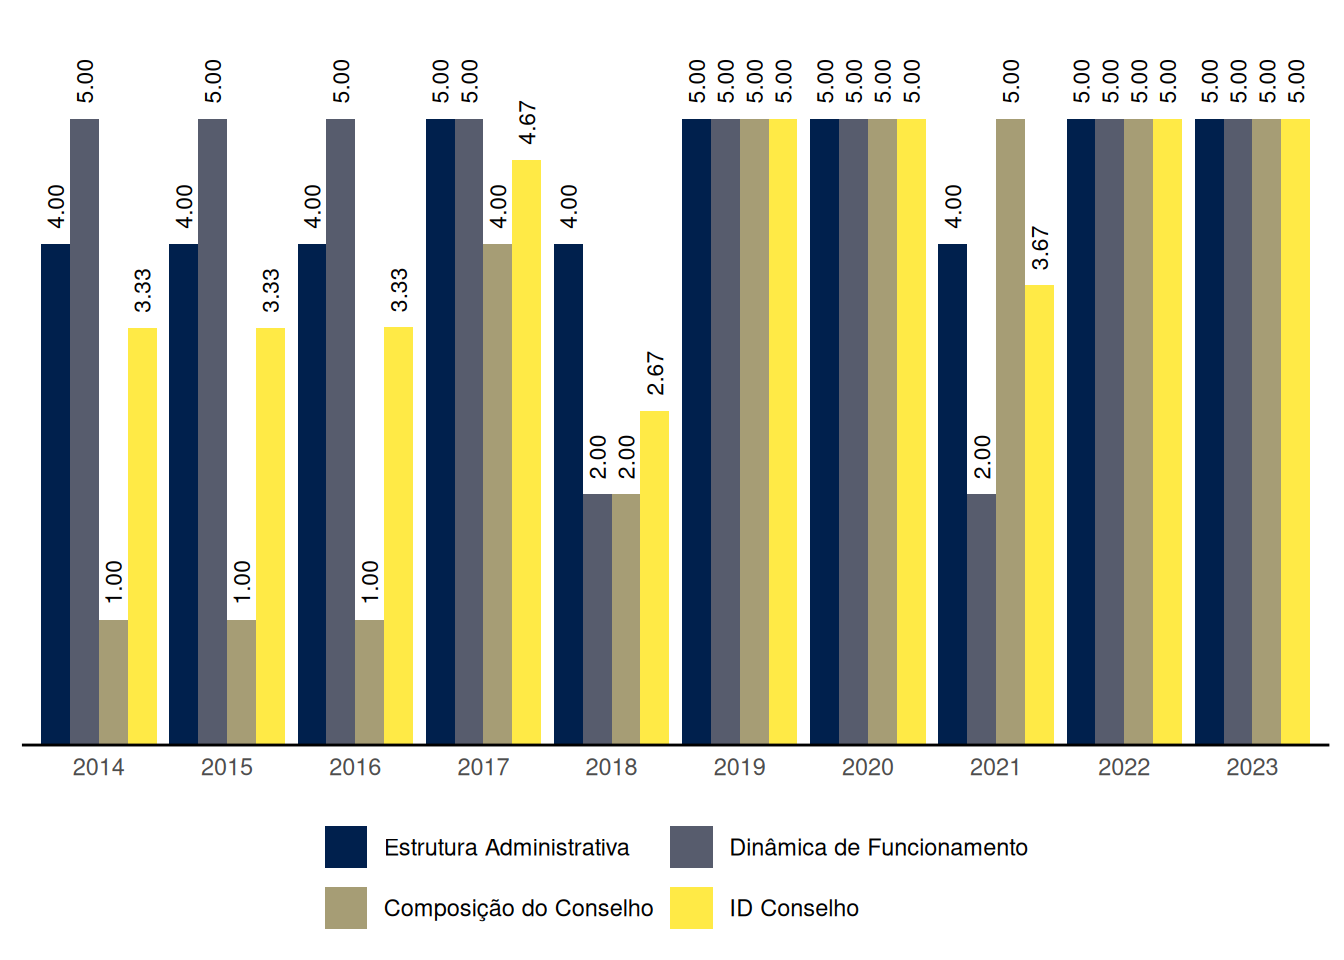 4.00 5.00 1.00 3.33 4.00 5.00 1.00 3.33 4.00 5.00 1.00 3.33 5.00 5.00 4.00 4.67 4.00 2.00 2.00 2.67 5.00 5.00 5.00 5.00 5.00 5.00 5.00 5.00 4.00 2.00 5.00 3.67 5.00 5.00 5.00 5.00 5.00 5.00 5.00 5.00
2014 2015 2016 2017 2018 2019 2020 2021 2022 2023
Estrutura Administrativa Dinâmica de Funcionamento
Composição do Conselho ID Conselho